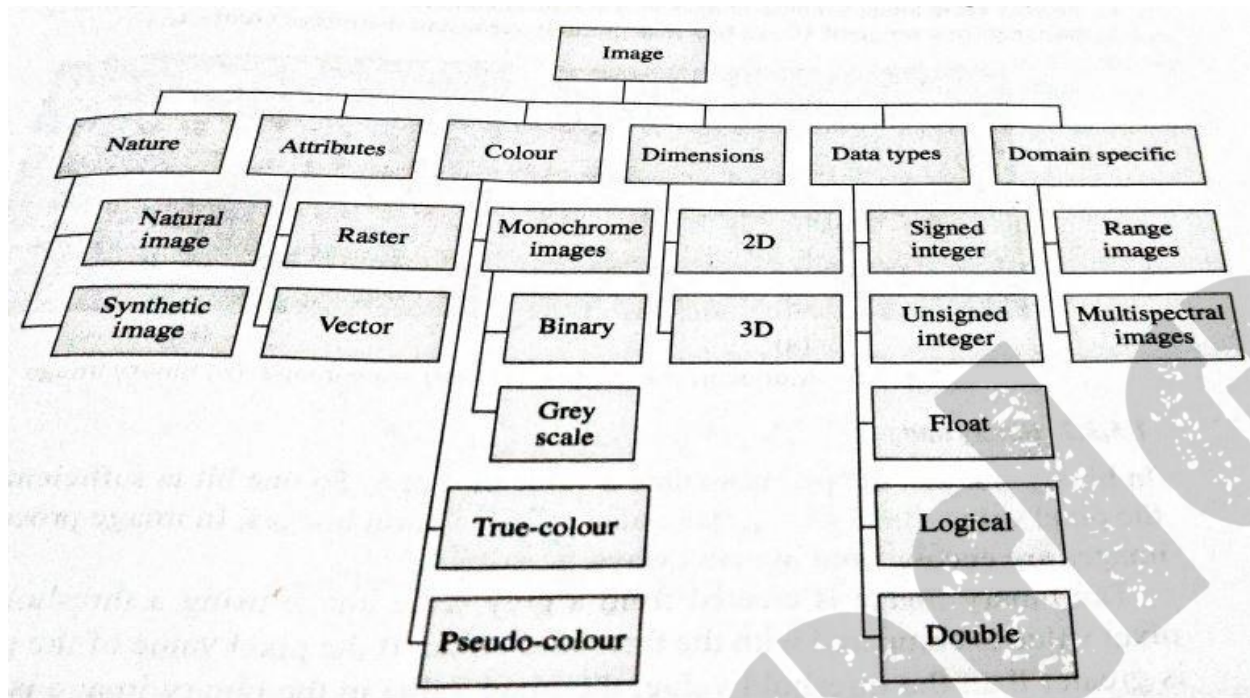 Image
Nature
Attributes
Colour
Dimensions
Data types
Domain specific
Natural
image
Raster
Monochrome
images
2D
Signed
integer
Range
images
Synthetic
image
Vector
Binary
3D
Unsigned
integer
Multispectral
images
Grey
scale
Float
True-colour
Logical
Pseudo-colour
Double